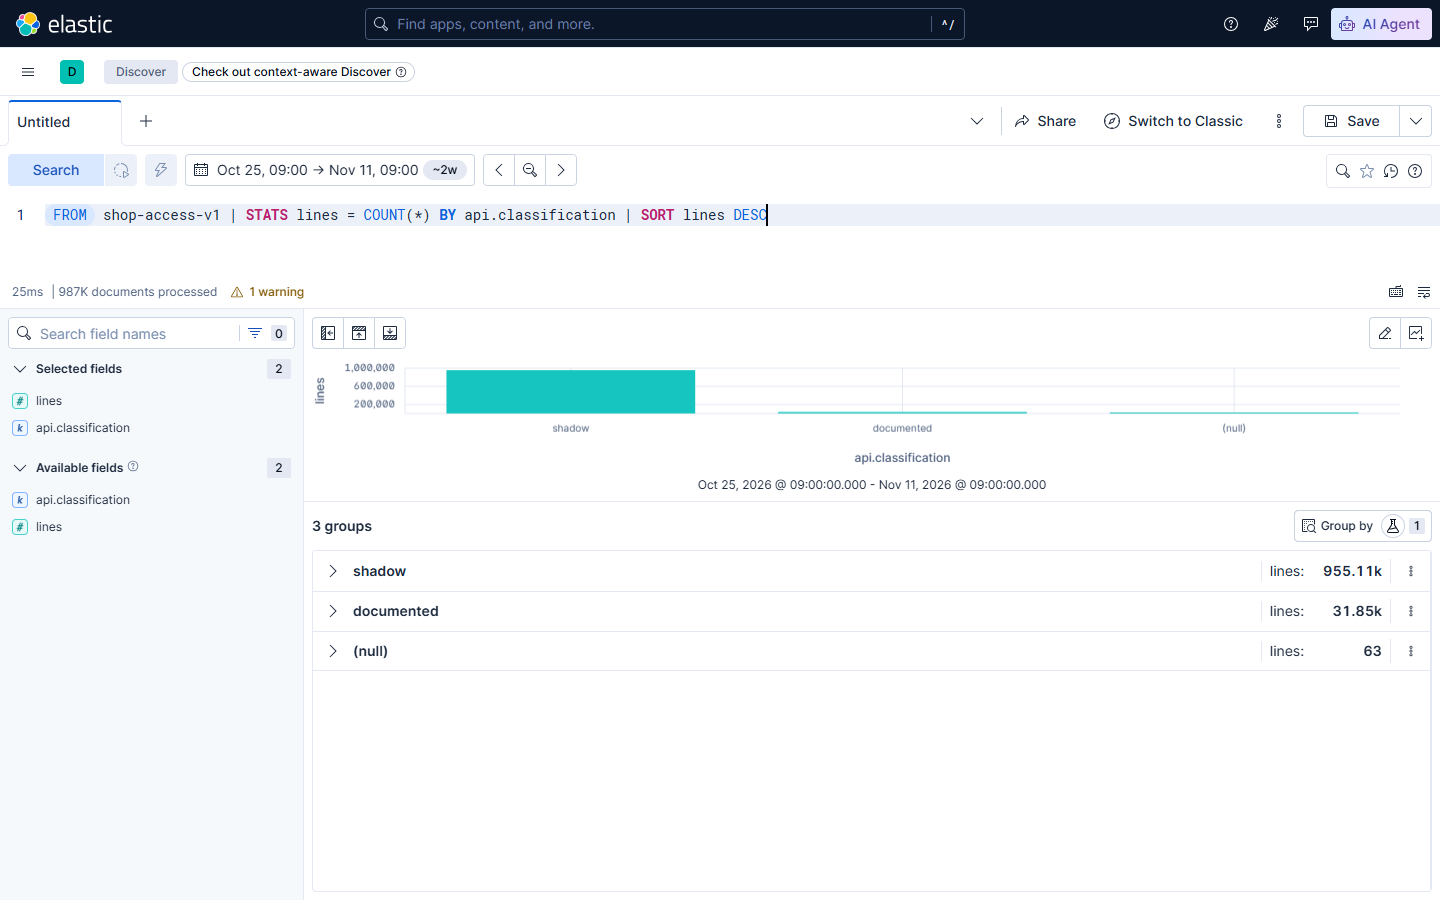 elastic
Find apps, content, and more.
^/
AI Agent
D
Discover
Check out context-aware Discover
Untitled
Share
Switch to Classic
Save
Search
Oct 25, 09:00 → Nov 11, 09:00
~2w
1
FROM shop-access-v1 | STATS lines = COUNT(*) BY api.classification | SORT lines DESC
25ms | 987K documents processed
1 warning
Search field names
0
Selected fields
2
lines
api.classification
Available fields
2
api.classification
lines
lines
1,000,000
600,000
200,000
shadow
documented
(null)
api.classification
Oct 25, 2026 @ 09:00:00.000 - Nov 11, 2026 @ 09:00:00.000
3 groups
Group by
1
shadow
lines: 955.11k
documented
lines: 31.85k
(null)
lines: 63